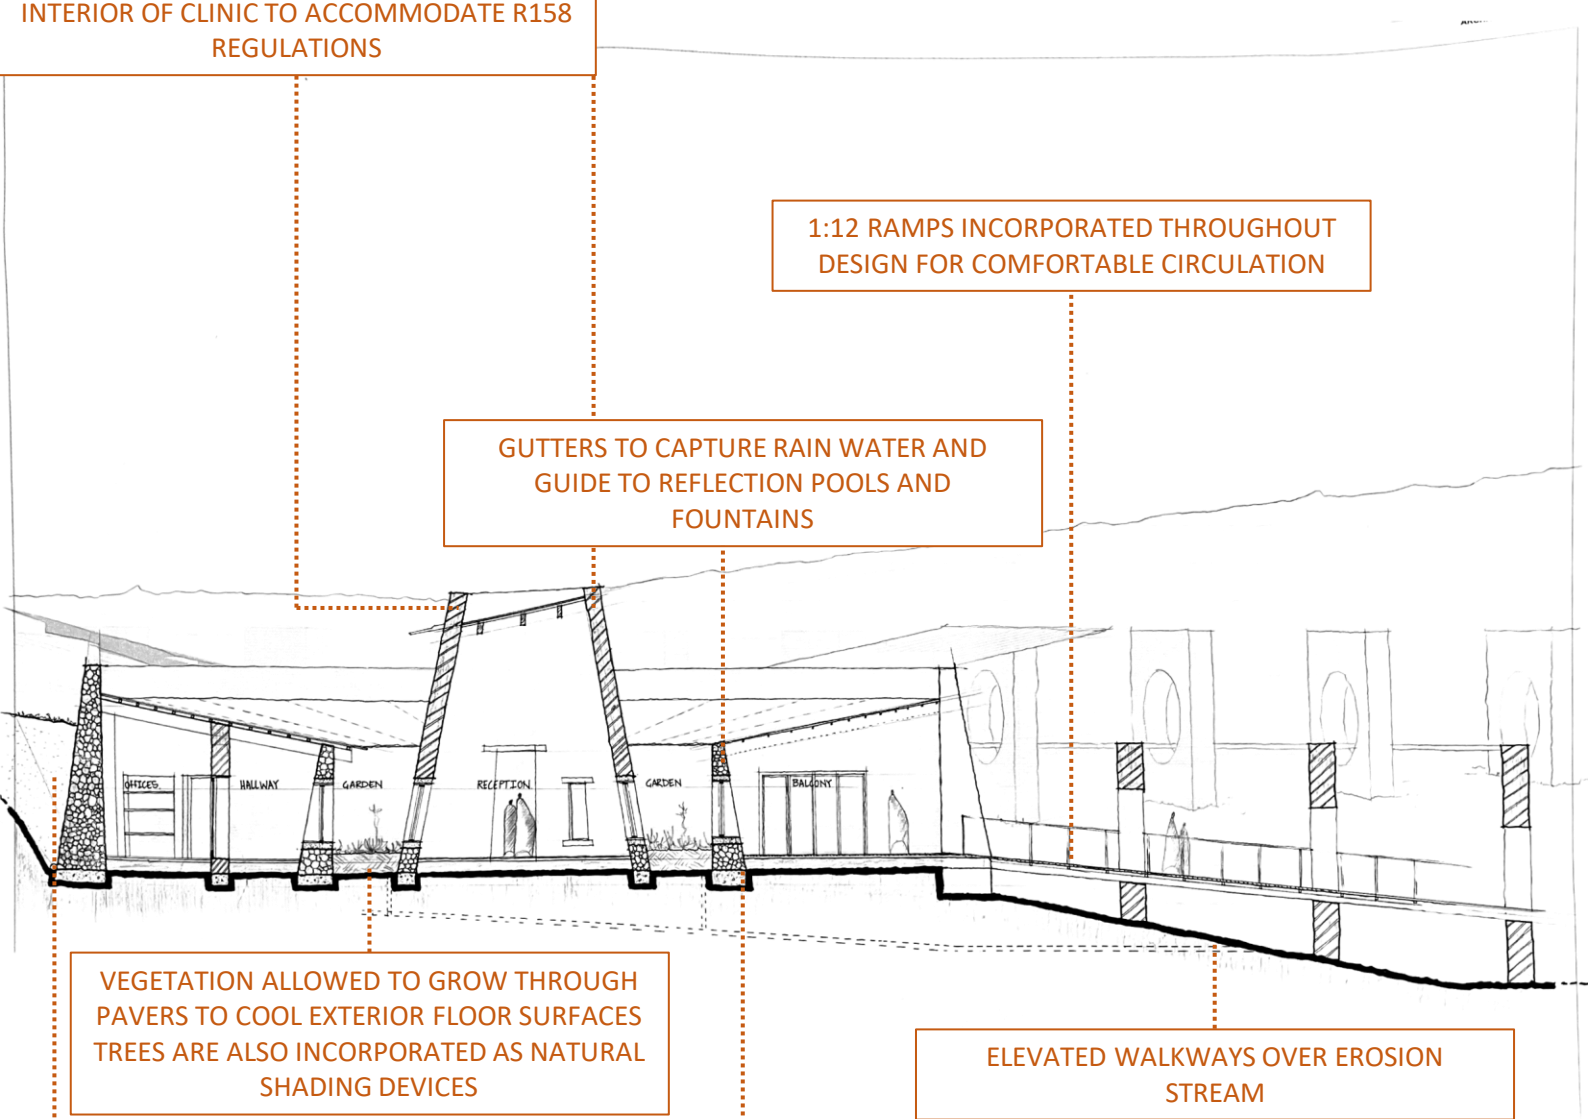 INTERIOR OF CLINIC TO ACCOMMODATE R158
REGULATIONS
1:12 RAMPS INCORPORATED THROUGHOUT
DESIGN FOR COMFORTABLE CIRCULATION
GUTTERS TO CAPTURE RAIN WATER AND
GUIDE TO REFLECTION POOLS AND
FOUNTAINS
OFFICES
HALLWAY
GARDEN
RECEPTION
GARDEN
BALCONY
VEGETATION ALLOWED TO GROW THROUGH
PAVERS TO COOL EXTERIOR FLOOR SURFACES
TREES ARE ALSO INCORPORATED AS NATURAL
SHADING DEVICES
ELEVATED WALKWAYS OVER EROSION
STREAM